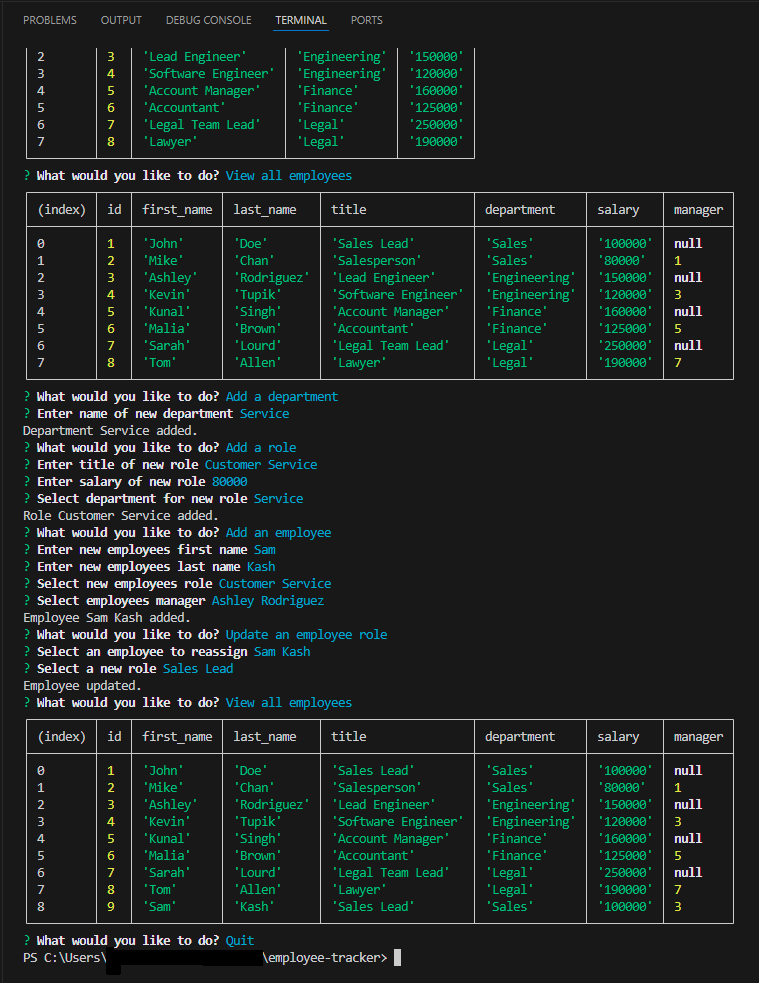 PROBLEMS OUTPUT DEBUG CONSOLE TERMINAL PORTS
2 3 'Lead Engineer' 'Engineering' '150000'
3 4 'Software Engineer' 'Engineering' '120000'
4 5 'Account Manager' 'Finance' '160000'
5 6 'Accountant' 'Finance' '125000'
6 7 'Legal Team Lead' 'Legal' '250000'
7 8 'Lawyer' 'Legal' '190000'
? What would you like to do? View all employees
(index) id first_name last_name title department salary manager
0 1 'John' 'Doe' 'Sales Lead' 'Sales' '100000' null
1 2 'Mike' 'Chan' 'Salesperson' 'Sales' '80000' 1
2 3 'Ashley' 'Rodriguez' 'Lead Engineer' 'Engineering' '150000' null
3 4 'Kevin' 'Tupik' 'Software Engineer' 'Engineering' '120000' 3
4 5 'Kunal' 'Singh' 'Account Manager' 'Finance' '160000' null
5 6 'Malia' 'Brown' 'Accountant' 'Finance' '125000' 5
6 7 'Sarah' 'Lourd' 'Legal Team Lead' 'Legal' '250000' null
7 8 'Tom' 'Allen' 'Lawyer' 'Legal' '190000' 7
? What would you like to do? Add a department
? Enter name of new department Service
Department Service added.
? What would you like to do? Add a role
? Enter title of new role Customer Service
? Enter salary of new role 80000
? Select department for new role Service
Role Customer Service added.
? What would you like to do? Add an employee
? Enter new employees first name Sam
? Enter new employees last name Kash
? Select new employees role Customer Service
? Select employees manager Ashley Rodriguez
Employee Sam Kash added.
? What would you like to do? Update an employee role
? Select an employee to reassign Sam Kash
? Select a new role Sales Lead
Employee updated.
? What would you like to do? View all employees
(index) id first_name last_name title department salary manager
0 1 'John' 'Doe' 'Sales Lead' 'Sales' '100000' null
1 2 'Mike' 'Chan' 'Salesperson' 'Sales' '80000' 1
2 3 'Ashley' 'Rodriguez' 'Lead Engineer' 'Engineering' '150000' null
3 4 'Kevin' 'Tupik' 'Software Engineer' 'Engineering' '120000' 3
4 5 'Kunal' 'Singh' 'Account Manager' 'Finance' '160000' null
5 6 'Malia' 'Brown' 'Accountant' 'Finance' '125000' 5
6 7 'Sarah' 'Lourd' 'Legal Team Lead' 'Legal' '250000' null
7 8 'Tom' 'Allen' 'Lawyer' 'Legal' '190000' 7
8 9 'Sam' 'Kash' 'Sales Lead' 'Sales' '100000' 3
? What would you like to do? Quit
PS C:\Users\ \employee-tracker>